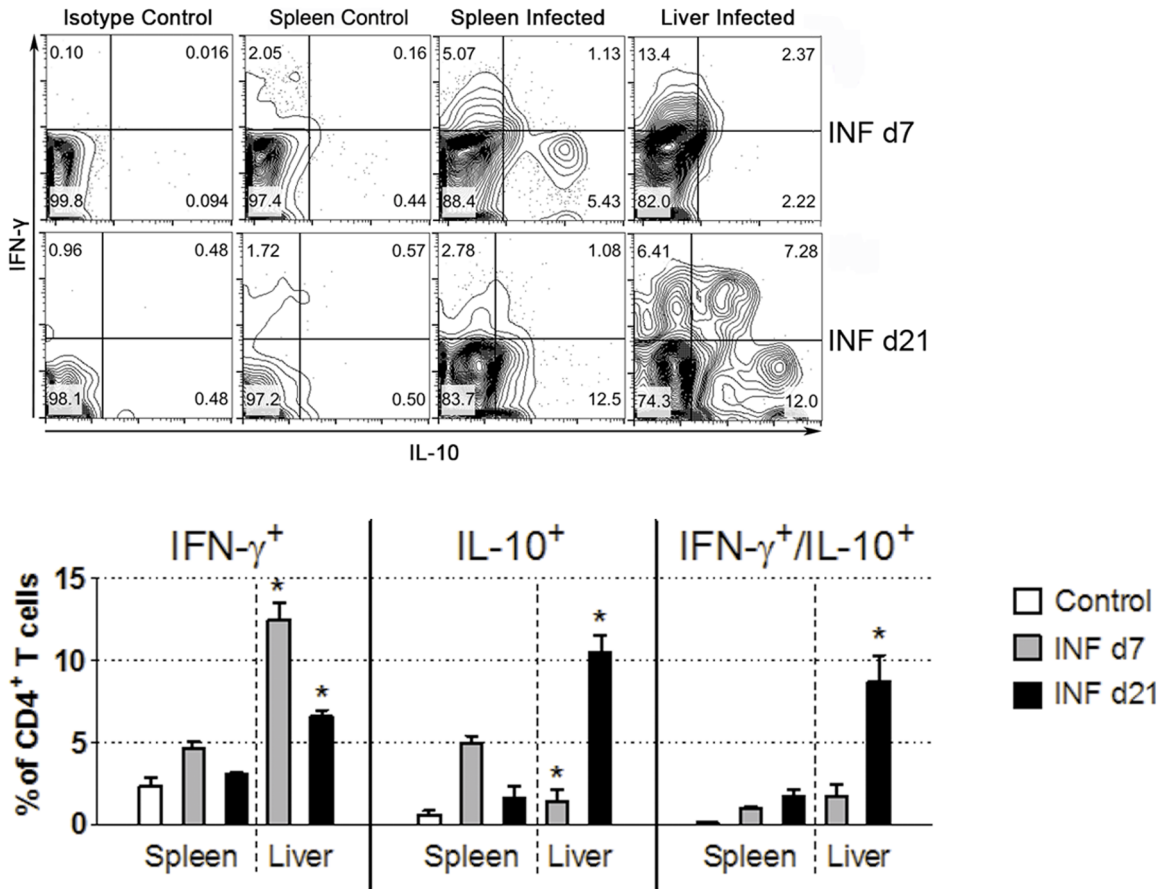 Isotype Control Spleen Control Spleen Infected Liver Infected
0.10 0.016 2.05 0.16 5.07 1.13 13.4 2.37
INF d7
99.8 0.094 97.4 0.44 88.4 5.43 82.0 2.22
IFN-γ
0.96 0.48 1.72 0.57 2.78 1.08 6.41 7.28
INF d21
98.1 0.48 97.2 0.50 83.7 12.5 74.3 12.0
IL-10
IFN-γ+ IL-10+ IFN-γ+/IL-10+
% of CD4+ T cells
15
10
5
0
* * * * *
Control
INF d7
INF d21
Spleen Liver Spleen Liver Spleen Liver